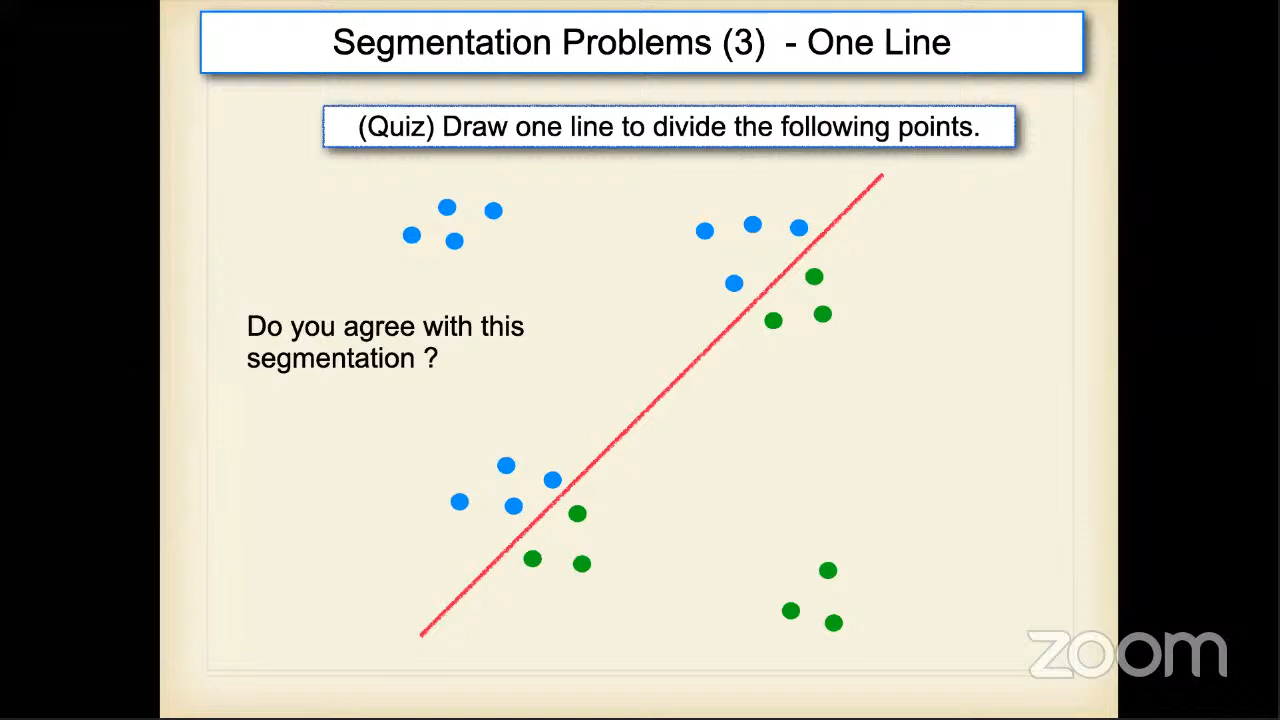 Segmentation Problems (3)  - One Line
(Quiz) Draw one line to divide the following points.
Do you agree with this
segmentation ?
zoom